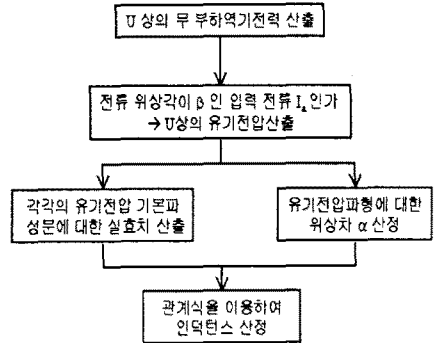 U 상의 무 부하역기전력 산출
전류 위상각이 β 인 입력 전류 Iₐ 인가
→ U상의 유기전압산출
각각의 유기전압 기본파
성분에 대한 실효치 산출
유기전압파형에 대한
위상차 α 산정
관계식을 이용하여
인덕턴스 산정